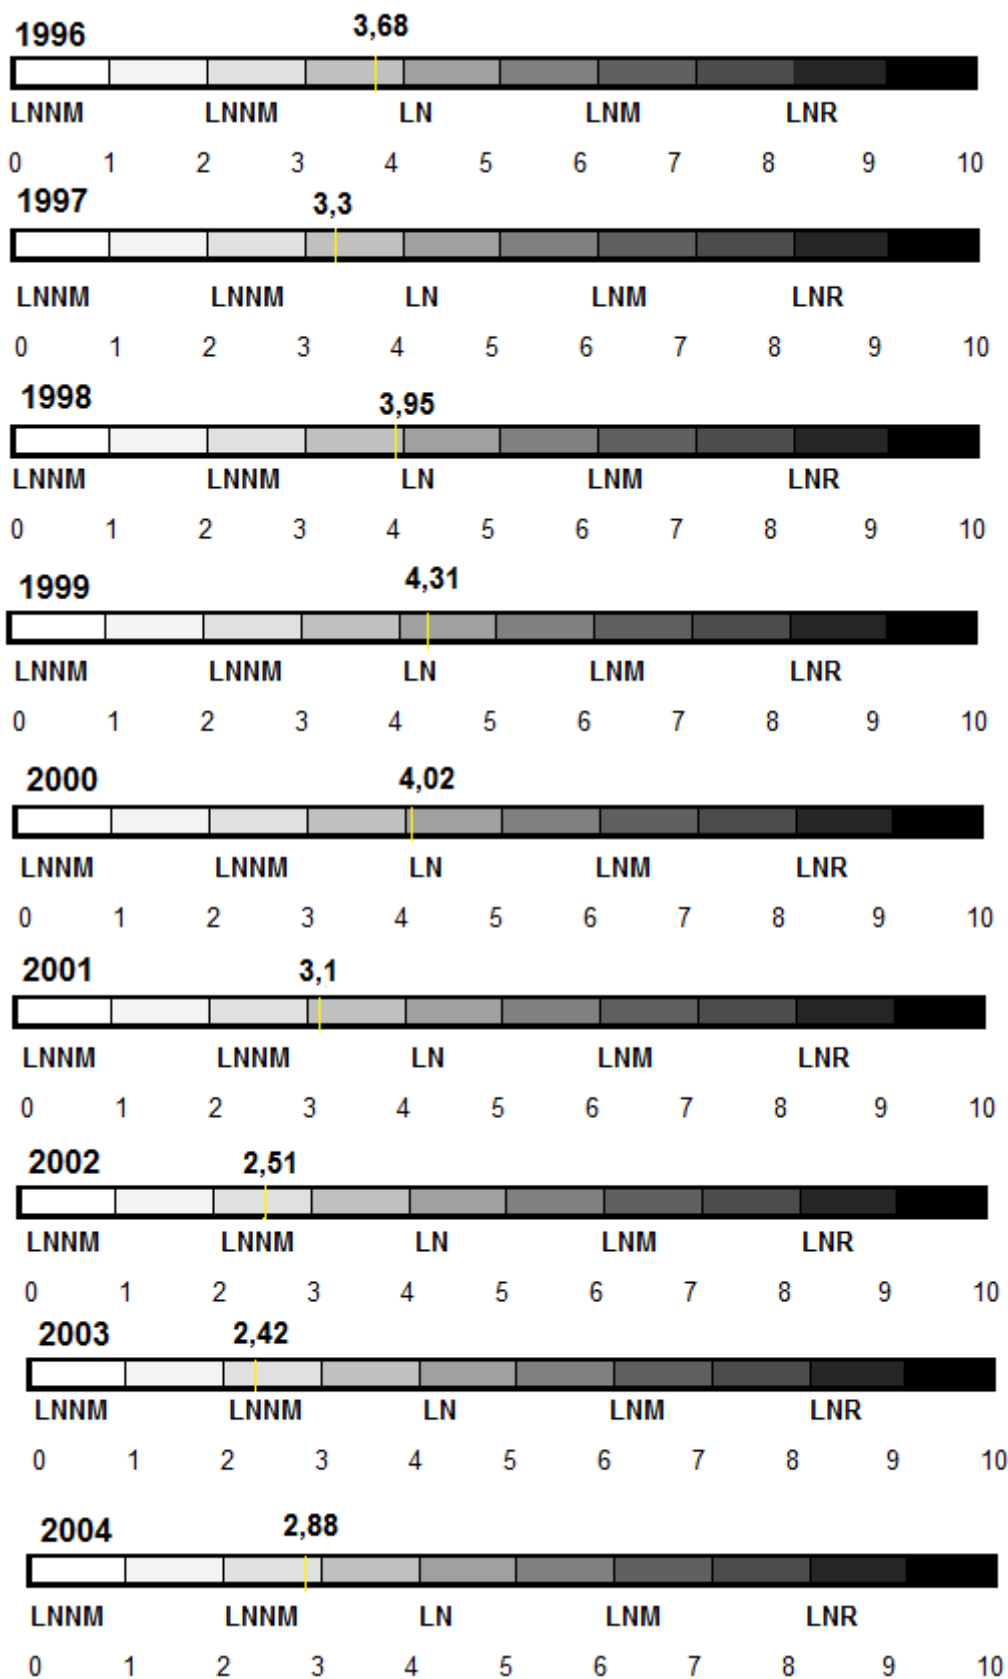 1996 3,68
LNNM LNNM LN LNM LNR
0 1 2 3 4 5 6 7 8 9 10
1997 3,3
LNNM LNNM LN LNM LNR
0 1 2 3 4 5 6 7 8 9 10
1998 3,95
LNNM LNNM LN LNM LNR
0 1 2 3 4 5 6 7 8 9 10
1999 4,31
LNNM LNNM LN LNM LNR
0 1 2 3 4 5 6 7 8 9 10
2000 4,02
LNNM LNNM LN LNM LNR
0 1 2 3 4 5 6 7 8 9 10
2001 3,1
LNNM LNNM LN LNM LNR
0 1 2 3 4 5 6 7 8 9 10
2002 2,51
LNNM LNNM LN LNM LNR
0 1 2 3 4 5 6 7 8 9 10
2003 2,42
LNNM LNNM LN LNM LNR
0 1 2 3 4 5 6 7 8 9 10
2004 2,88
LNNM LNNM LN LNM LNR
0 1 2 3 4 5 6 7 8 9 10